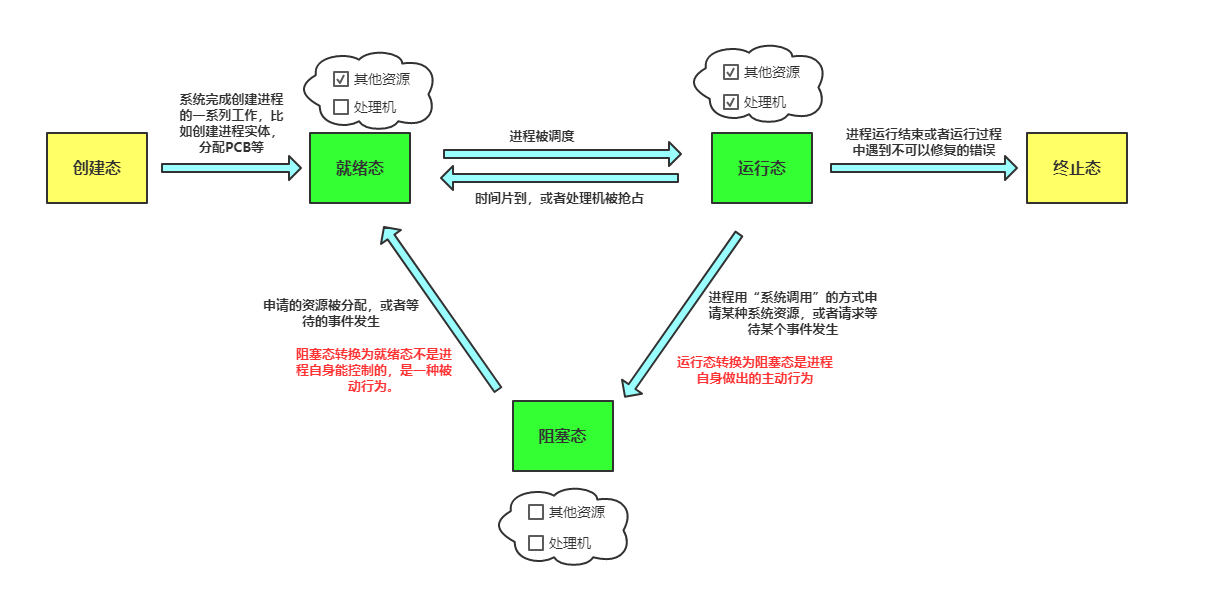 其他资源
处理机
其他资源
处理机
系统完成创建进程
的一系列工作，比
如创建进程实体，
分配PCB等
创建态
就绪态
进程被调度
时间片到，或者处理机被抢占
运行态
进程运行结束或者运行过程
中遇到不可以修复的错误
终止态
申请的资源被分配，或者等
待的事件发生
阻塞态转换为就绪态不是进
程自身能控制的，是一种被
动行为。
进程用“系统调用”的方式申
请某种系统资源，或者请求等
待某个事件发生
运行态转换为阻塞态是进程
自身做出的主动行为
阻塞态
其他资源
处理机